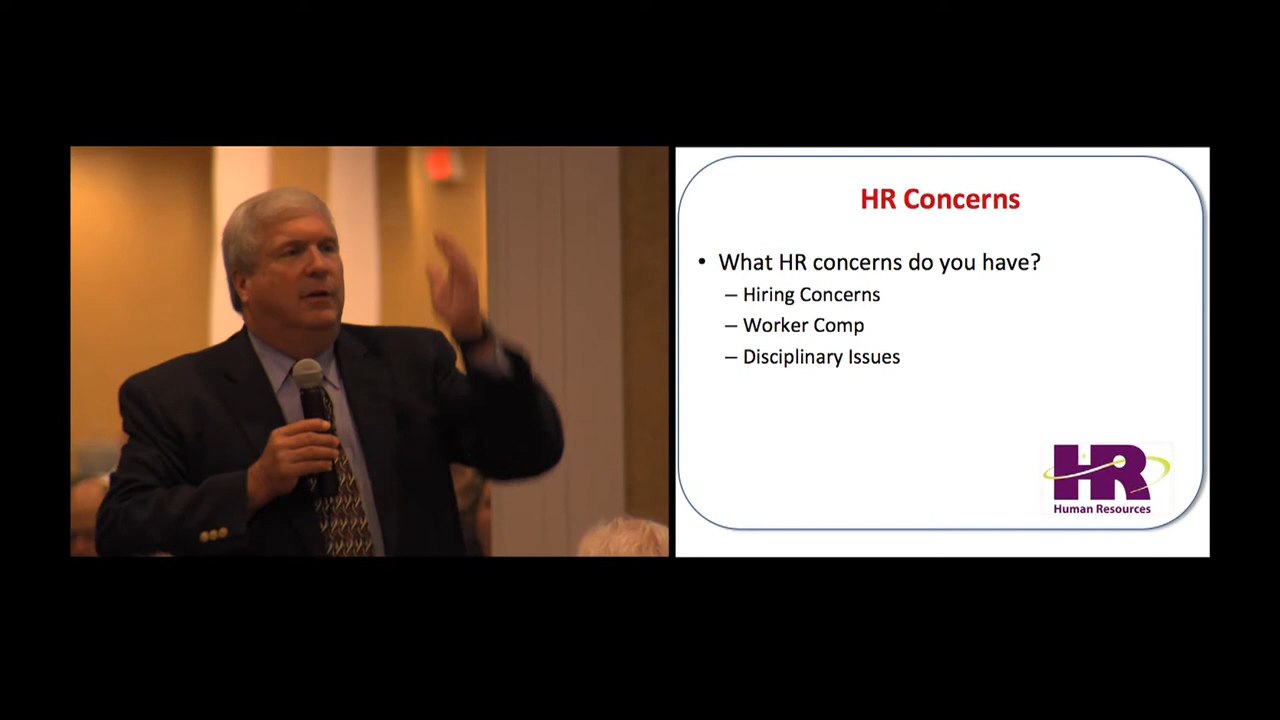 HR Concerns
• What HR concerns do you have?
– Hiring Concerns
– Worker Comp
– Disciplinary Issues
HR
Human Resources